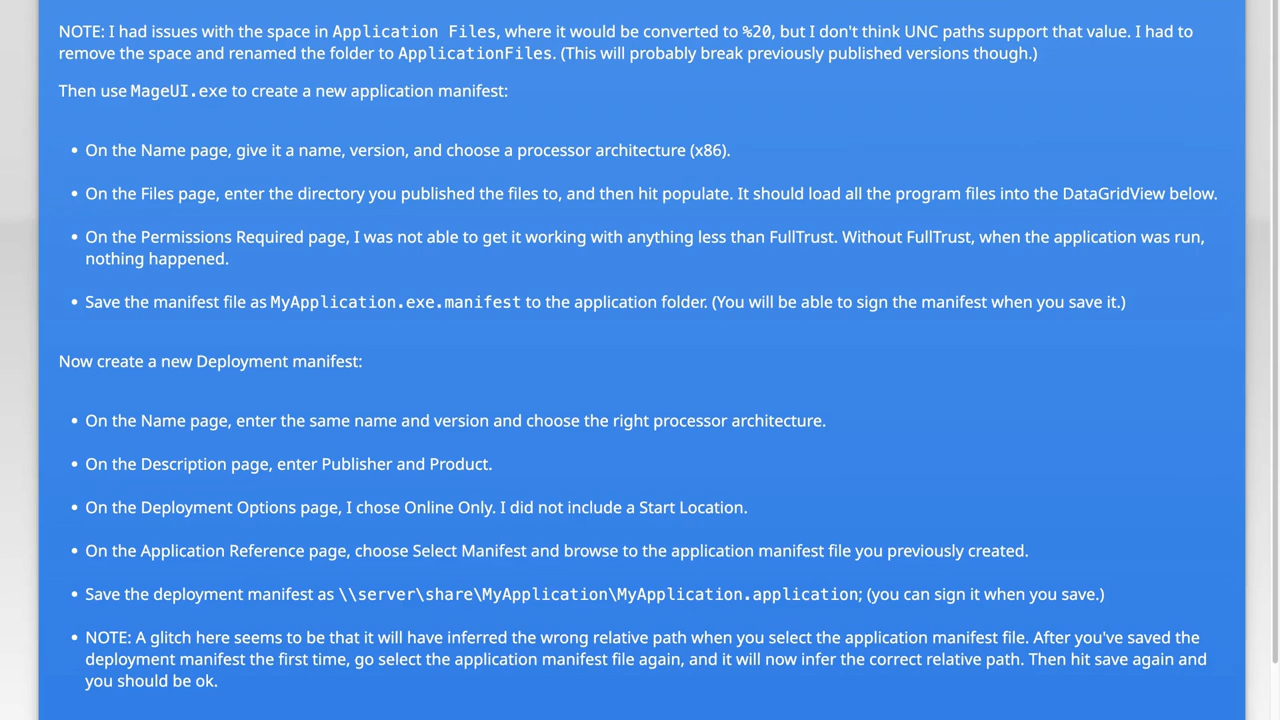 NOTE: I had issues with the space in Application Files, where it would be converted to %20, but I don't think UNC paths support that value. I had to
remove the space and renamed the folder to ApplicationFiles. (This will probably break previously published versions though.)
Then use MageUI.exe to create a new application manifest:
• On the Name page, give it a name, version, and choose a processor architecture (x86).
• On the Files page, enter the directory you published the files to, and then hit populate. It should load all the program files into the DataGridView below.
• On the Permissions Required page, I was not able to get it working with anything less than FullTrust. Without FullTrust, when the application was run,
nothing happened.
• Save the manifest file as MyApplication.exe.manifest to the application folder. (You will be able to sign the manifest when you save it.)
Now create a new Deployment manifest:
• On the Name page, enter the same name and version and choose the right processor architecture.
• On the Description page, enter Publisher and Product.
• On the Deployment Options page, I chose Online Only. I did not include a Start Location.
• On the Application Reference page, choose Select Manifest and browse to the application manifest file you previously created.
• Save the deployment manifest as \\server\share\MyApplication\MyApplication.application; (you can sign it when you save.)
• NOTE: A glitch here seems to be that it will have inferred the wrong relative path when you select the application manifest file. After you've saved the
deployment manifest the first time, go select the application manifest file again, and it will now infer the correct relative path. Then hit save again and
you should be ok.